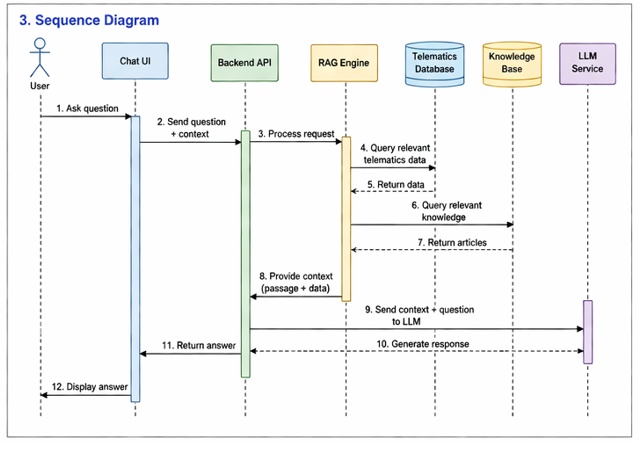 3. Sequence Diagram
User
Chat UI
Backend API
RAG Engine
Telematics
Database
Knowledge
Base
LLM
Service
1. Ask question
2. Send question
+ context
3. Process request
4. Query relevant
telematics data
5. Return data
6. Query relevant
knowledge
7. Return articles
8. Provide context
(passage + data)
9. Send context + question
to LLM
10. Generate response
11. Return answer
12. Display answer